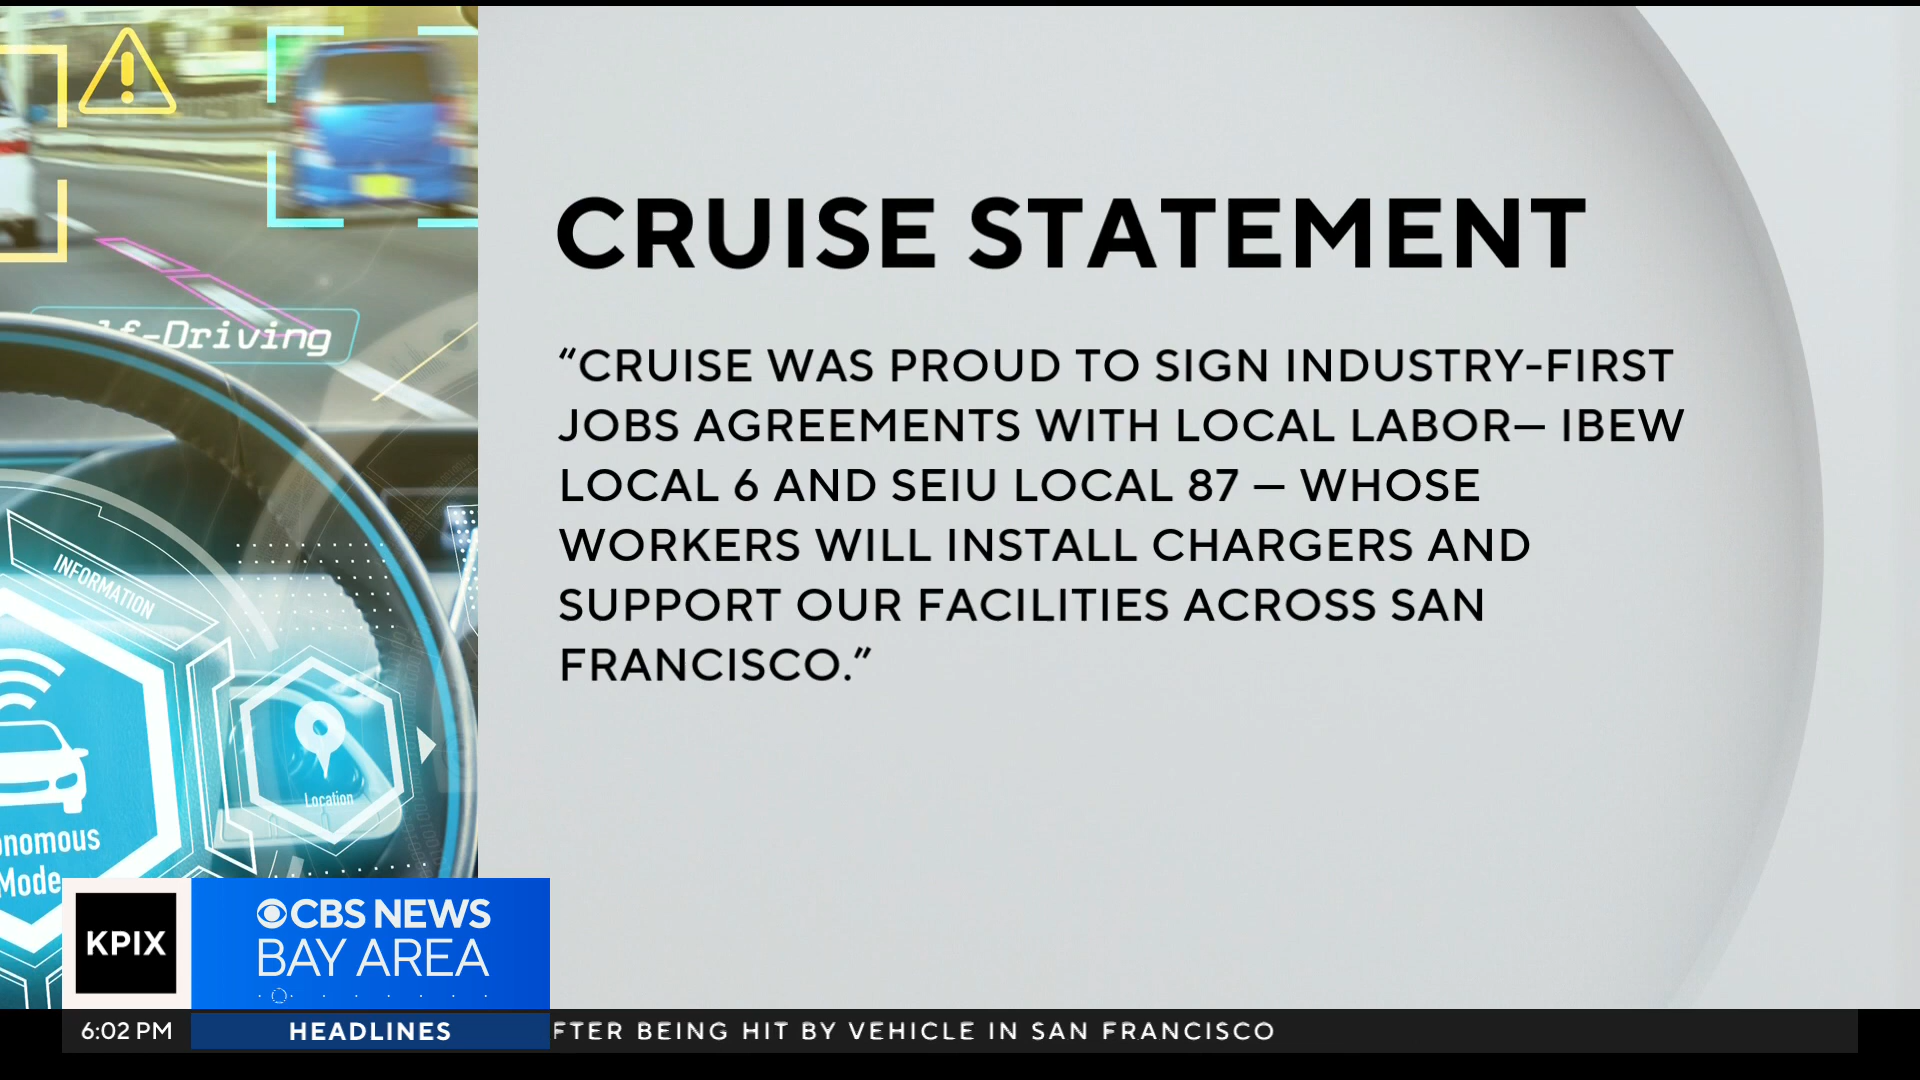 CRUISE STATEMENT
“CRUISE WAS PROUD TO SIGN INDUSTRY-FIRST
JOBS AGREEMENTS WITH LOCAL LABOR— IBEW
LOCAL 6 AND SEIU LOCAL 87 — WHOSE
WORKERS WILL INSTALL CHARGERS AND
SUPPORT OUR FACILITIES ACROSS SAN
FRANCISCO.”
lf-Driving
INFORMATION
Location
onomous
Mode
KPIX
CBS NEWS
BAY AREA
6:02 PM
HEADLINES
FTER BEING HIT BY VEHICLE IN SAN FRANCISCO